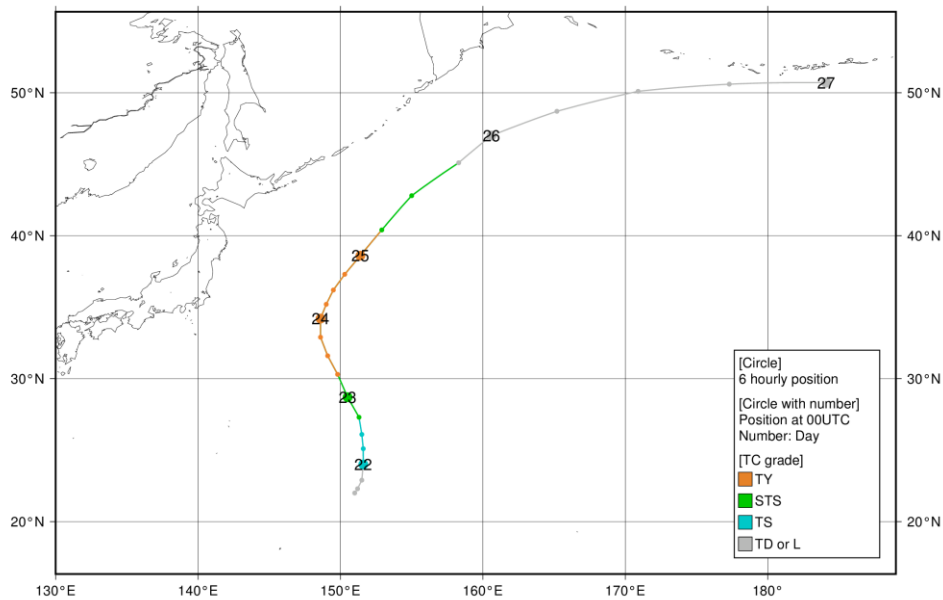 50°N
50°N
40°N
40°N
30°N
30°N
20°N
20°N
130°E
140°E
150°E
160°E
170°E
180°
27
26
25
24
23
22
[Circle]
6 hourly position
[Circle with number]
Position at 00UTC
Number: Day
[TC grade]
TY
STS
TS
TD or L